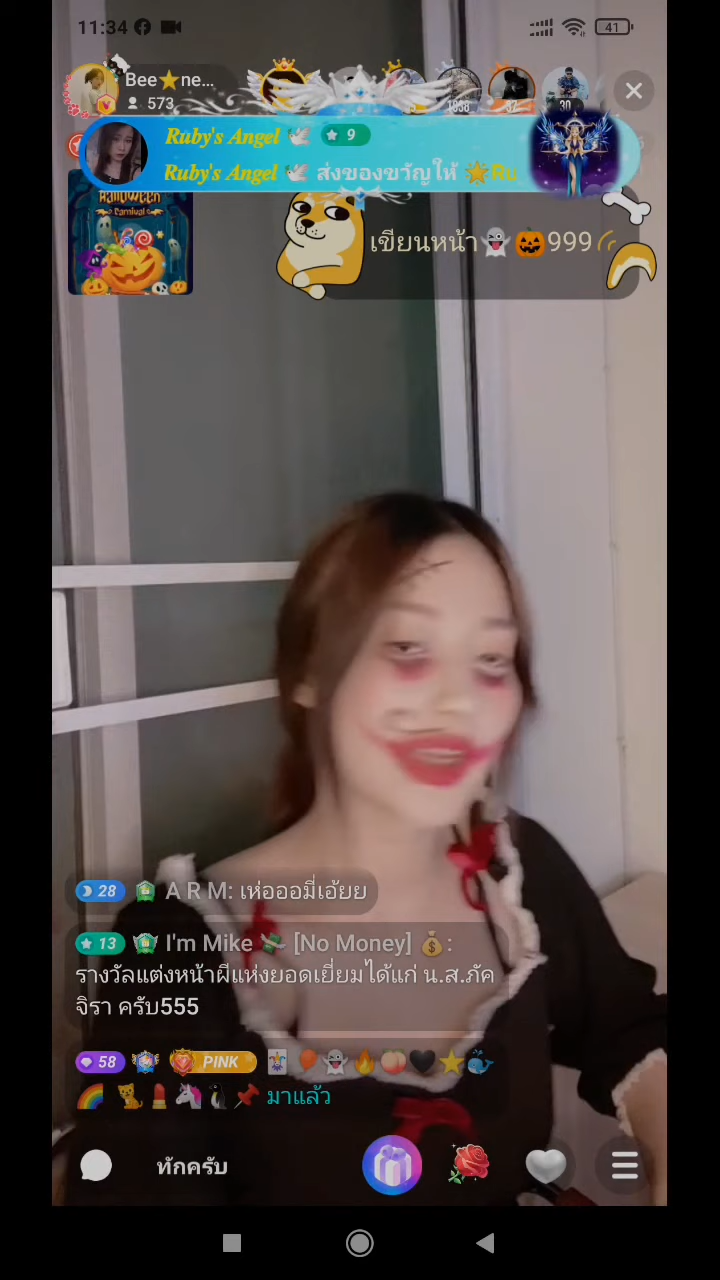 11:34
41
Bee⭐ne...
573
1838
37
30
Ruby's Angel 🕊 9
Ruby's Angel 🕊 ส่งของขวัญให้ 🌟Ru
Halloween
Carnival
เขียนหน้า👻🎃999
28 A R M: เห่อออมี่เอ้ยย
13 I'm Mike 💸 [No Money] 💰:
รางวัลแต่งหน้าผีแห่งยอดเยี่ยมได้แก่ น.ส.ภัค
จิรา ครับ555
58 PINK 🃏🎈👻🔥🍑🖤⭐🐳
🌈🐈💄🦄🐧📌 มาแล้ว
ทักครับ